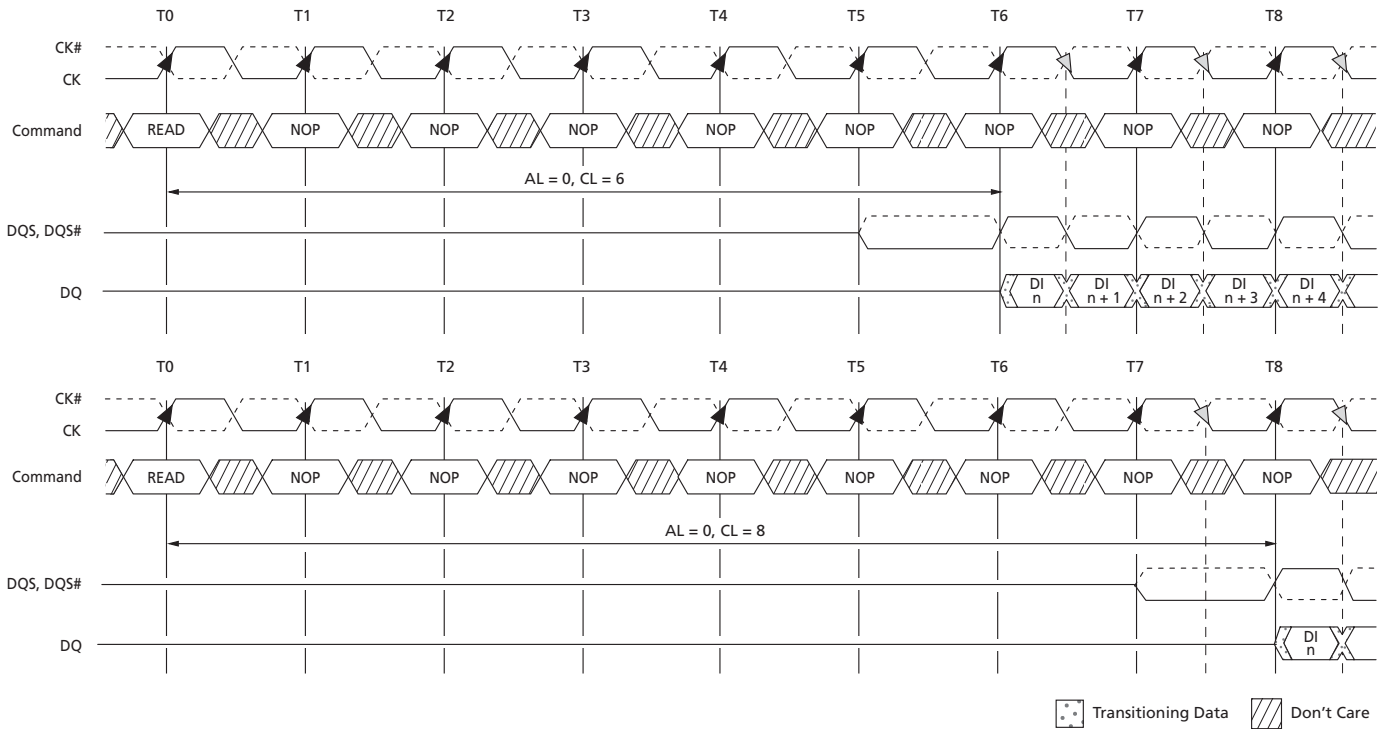 T0 T1 T2 T3 T4 T5 T6 T7 T8
CK#
CK
Command READ NOP NOP NOP NOP NOP NOP NOP NOP
AL = 0, CL = 6
DQS, DQS#
DQ DI n DI n + 1 DI n + 2 DI n + 3 DI n + 4
T0 T1 T2 T3 T4 T5 T6 T7 T8
CK#
CK
Command READ NOP NOP NOP NOP NOP NOP NOP NOP
AL = 0, CL = 8
DQS, DQS#
DQ DI n
Transitioning Data Don't Care